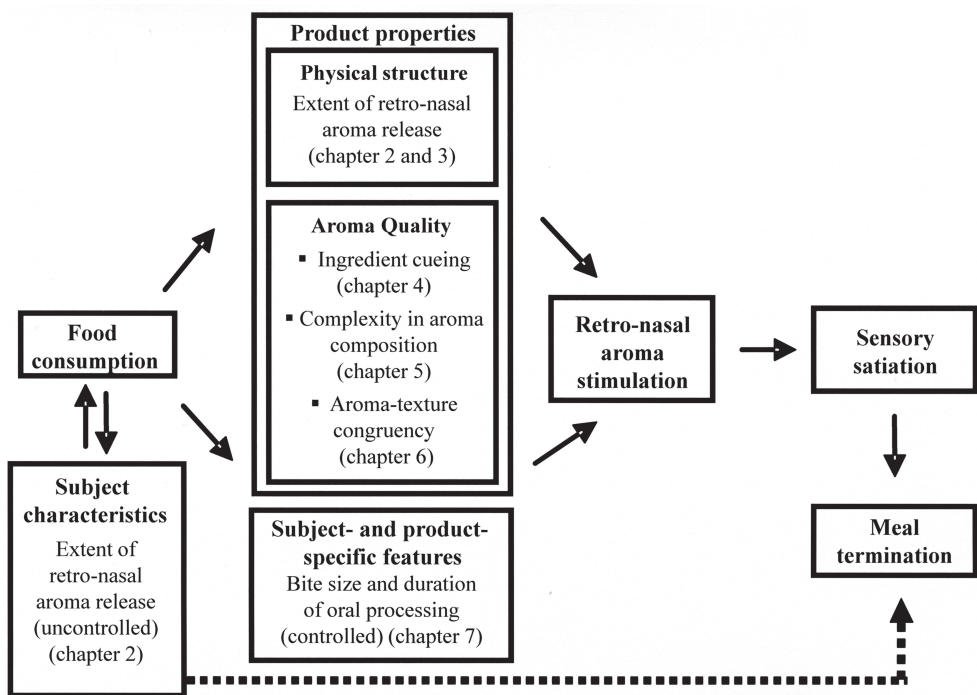 Product properties
Physical structure
Extent of retro-nasal
aroma release
(chapter 2 and 3)
Aroma Quality
▪ Ingredient cueing
(chapter 4)
▪ Complexity in aroma
composition
(chapter 5)
▪ Aroma-texture
congruency
(chapter 6)
Food
consumption
Subject
characteristics
Extent of
retro-nasal
aroma release
(uncontrolled)
(chapter 2)
Subject- and product-
specific features
Bite size and duration
of oral processing
(controlled) (chapter 7)
Retro-nasal
aroma
stimulation
Sensory
satiation
Meal
termination